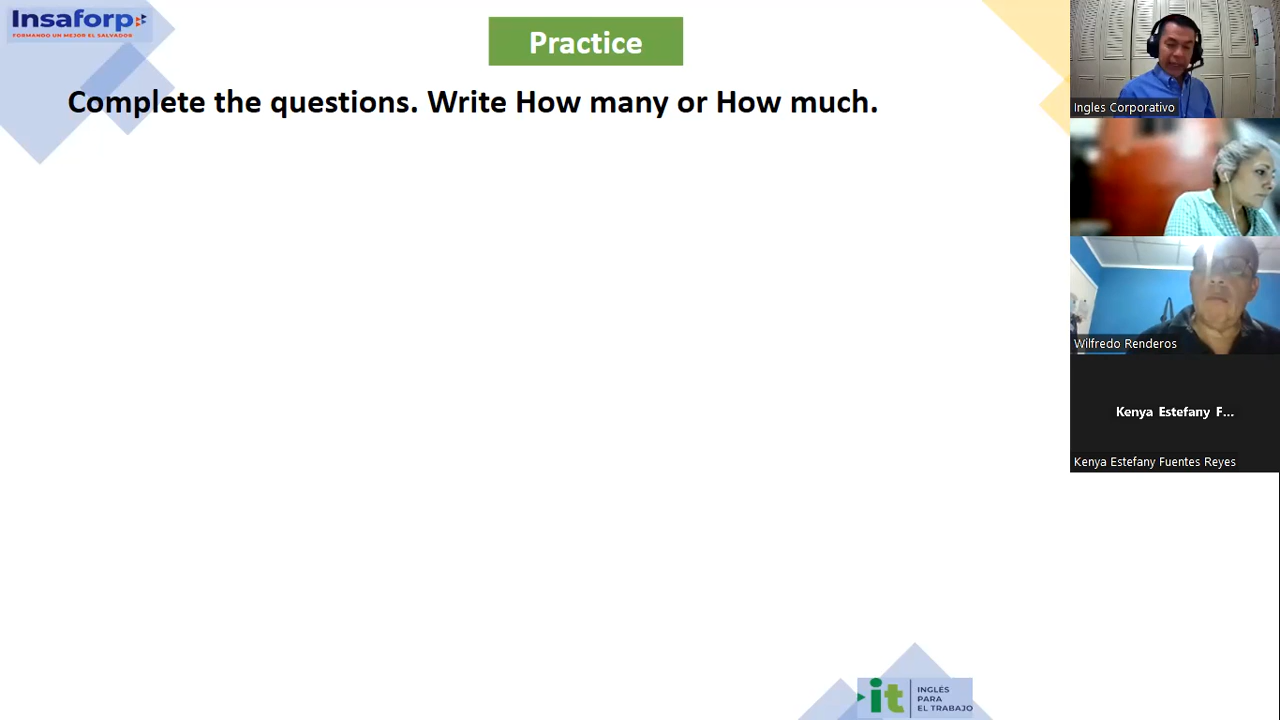 Insaforp
FORMANDO UN MEJOR EL SALVADOR
Practice
Complete the questions. Write How many or How much.
Ingles Corporativo
Wilfredo Renderos
Kenya Estefany F...
Kenya Estefany Fuentes Reyes
it
INGLÉS
PARA
EL TRABAJO